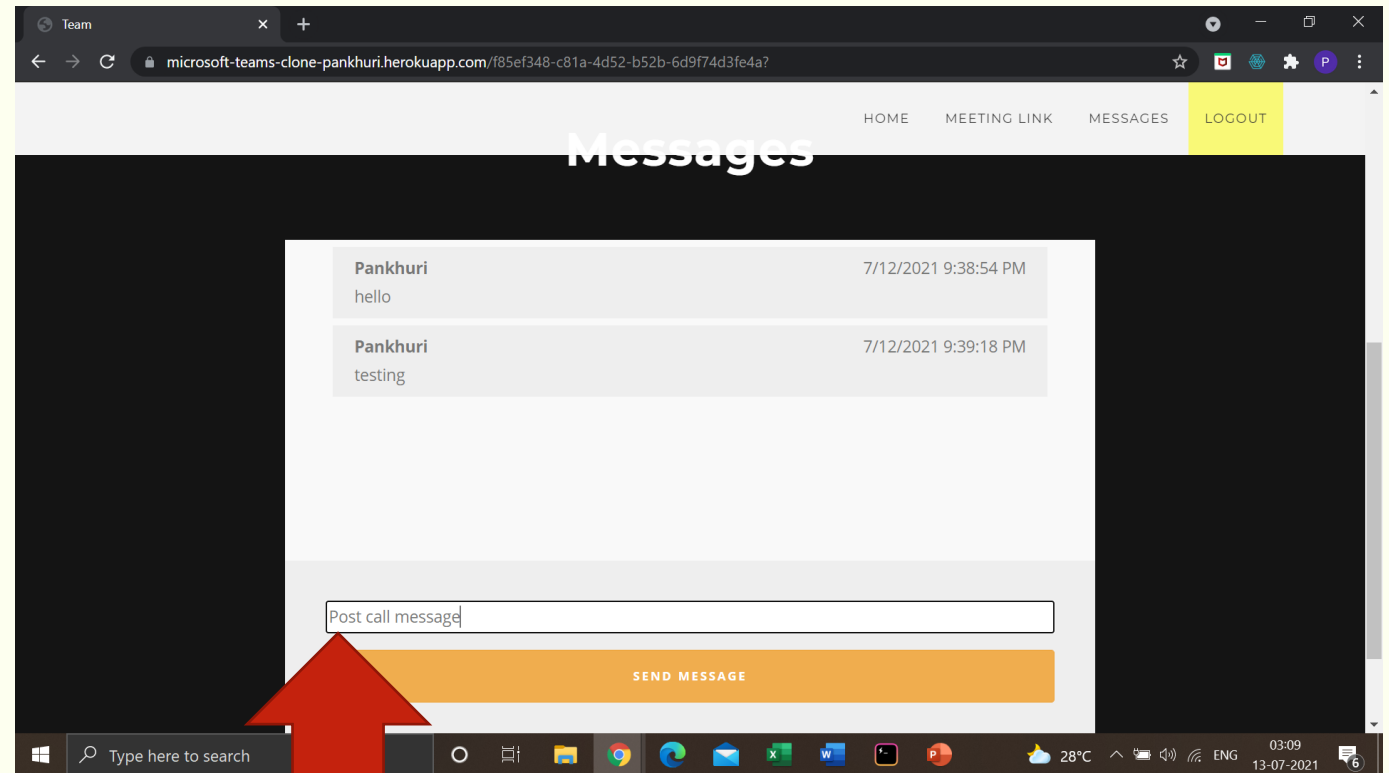 Team
microsoft-teams-clone-pankhuri.herokuapp.com/f85ef348-c81a-4d52-b52b-6d9f74d3fe4a?
P
HOME MEETING LINK MESSAGES LOGOUT
Messages
Pankhuri 7/12/2021 9:38:54 PM
hello
Pankhuri 7/12/2021 9:39:18 PM
testing
Post call message
SEND MESSAGE
Type here to search
28°C ENG 03:09
13-07-2021 6